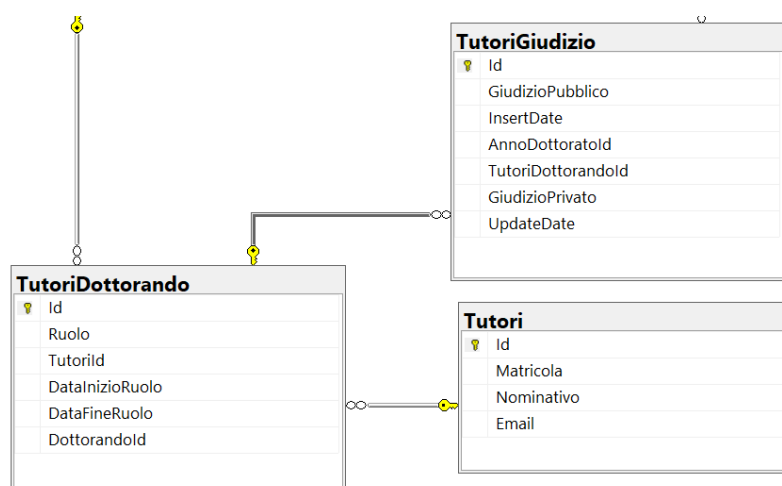 TutoriGiudizio
Id
GiudizioPubblico
InsertDate
AnnoDottoratoId
TutoriDottorandoId
GiudizioPrivato
UpdateDate
TutoriDottorando
Id
Ruolo
TutoriId
DataInizioRuolo
DataFineRuolo
DottorandoId
Tutori
Id
Matricola
Nominativo
Email